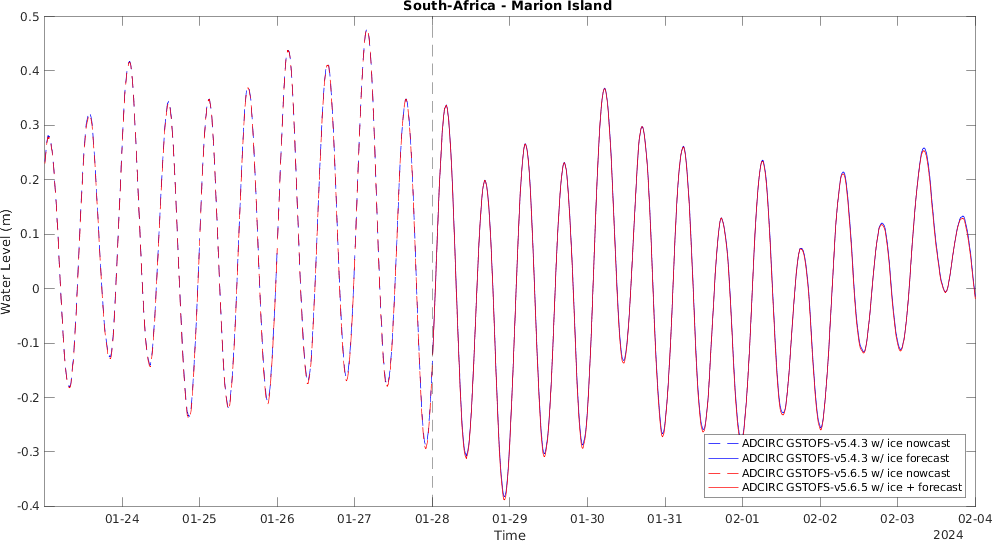 South-Africa - Marion Island
0.5
0.4
0.3
0.2
0.1
0
-0.1
-0.2
-0.3
-0.4
Water Level (m)
01-24 01-25 01-26 01-27 01-28 01-29 01-30 01-31 02-01 02-02 02-03 02-04
Time
2024
ADCIRC GSTOFS-v5.4.3 w/ ice nowcast
ADCIRC GSTOFS-v5.4.3 w/ ice forecast
ADCIRC GSTOFS-v5.6.5 w/ ice nowcast
ADCIRC GSTOFS-v5.6.5 w/ ice + forecast